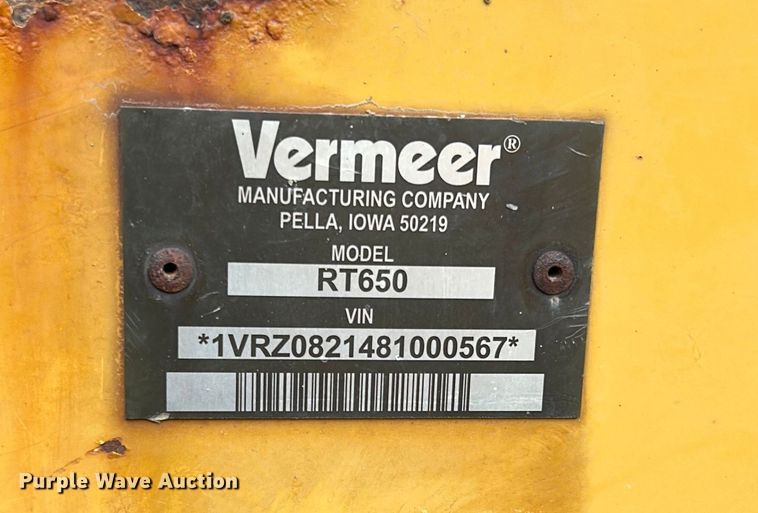 Vermeer®
MANUFACTURING COMPANY
PELLA, IOWA 50219
MODEL
RT650
VIN
*1VRZ0821481000567*
Purple Wave Auction